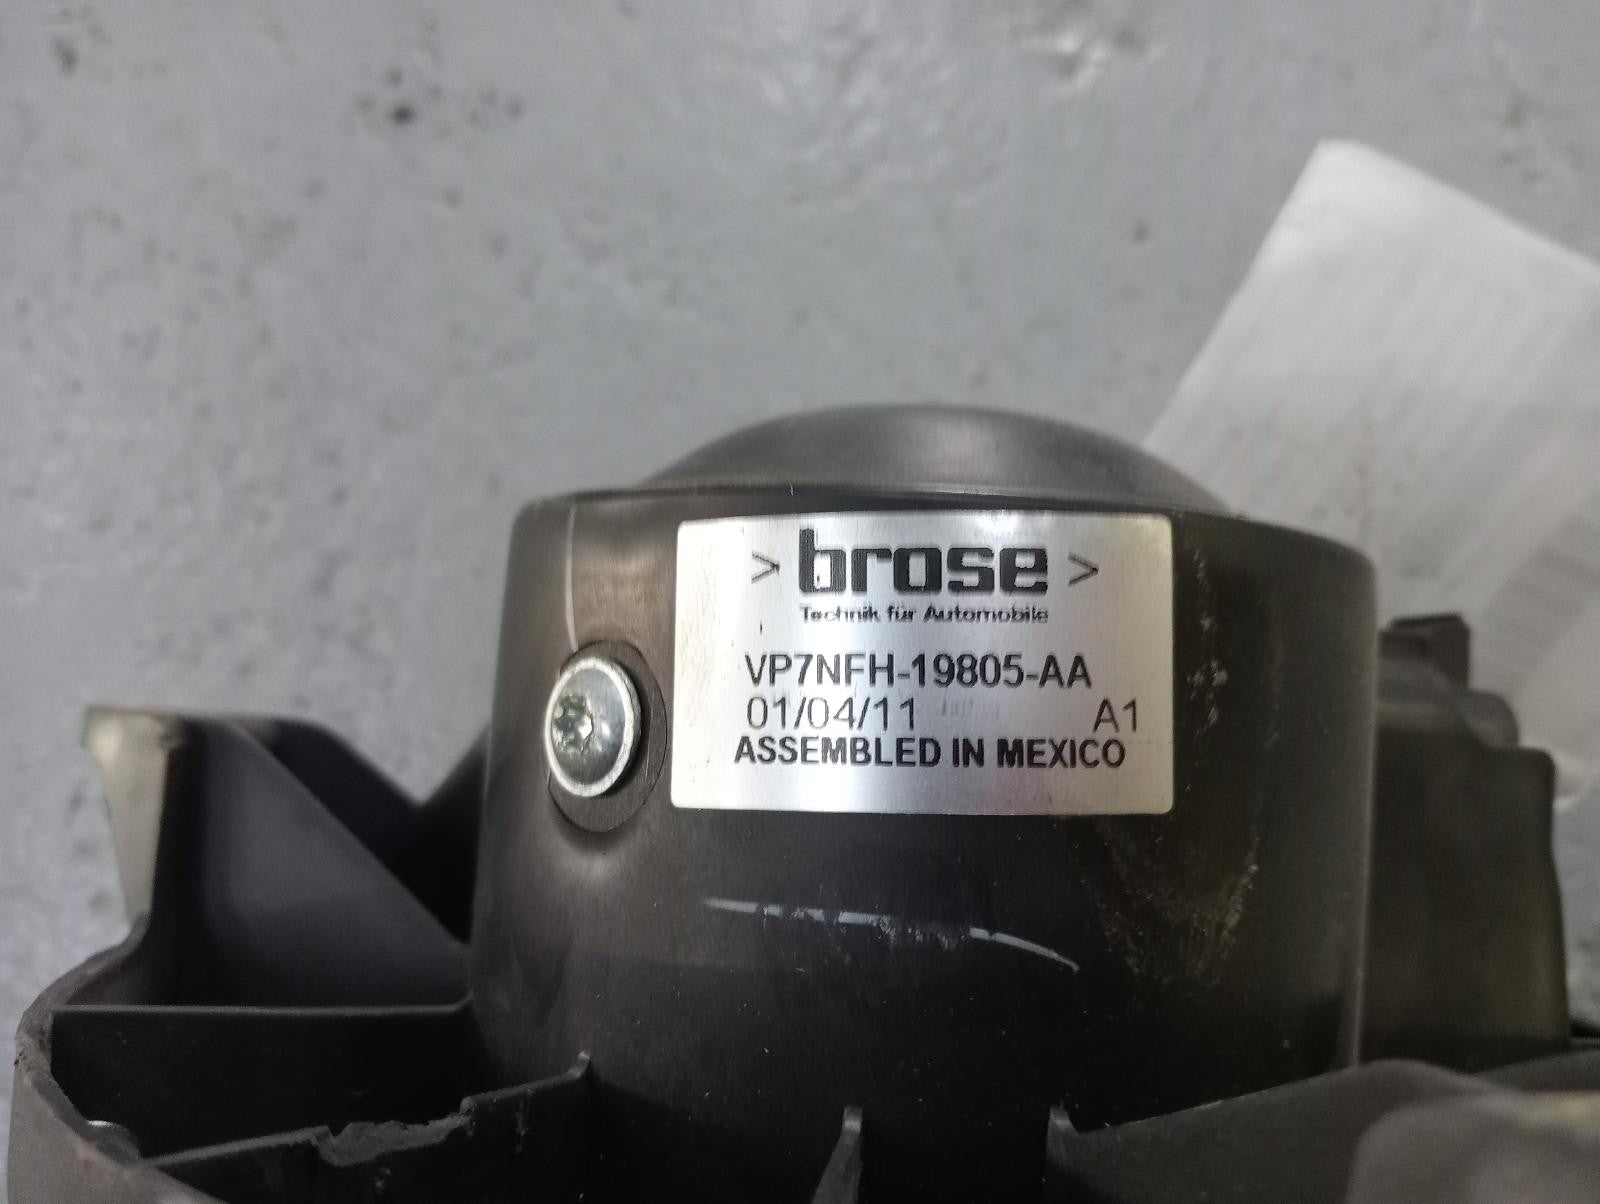 > brose >
Technik für Automobile
VP7NFH-19805-AA
01/04/11 A1
ASSEMBLED IN MEXICO